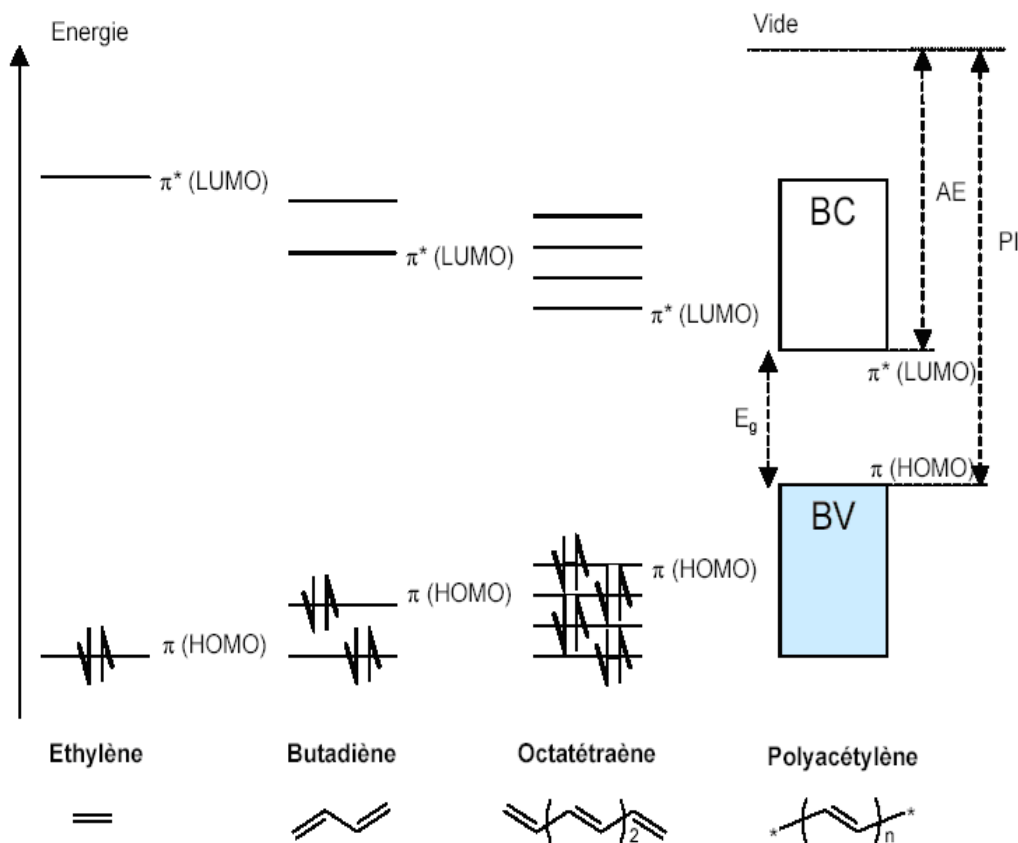 Energie
Vide
π* (LUMO)
π* (LUMO)
π* (LUMO)
BC
AE
PI
π* (LUMO)
E_g
π (HOMO)
BV
π (HOMO)
π (HOMO)
π (HOMO)
Ethylène
Butadiène
Octatétraène
Polyacétylène
2
* n *